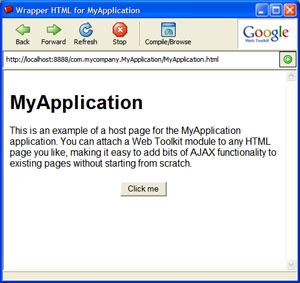 Wrapper HTML for MyApplication
Back Forward Refresh Stop Compile/Browse
Google
Web Toolkit
http://localhost:8888/com.mycompany.MyApplication/MyApplication.html
MyApplication
This is an example of a host page for the MyApplication
application. You can attach a Web Toolkit module to any HTML
page you like, making it easy to add bits of AJAX functionality to
existing pages without starting from scratch.
Click me